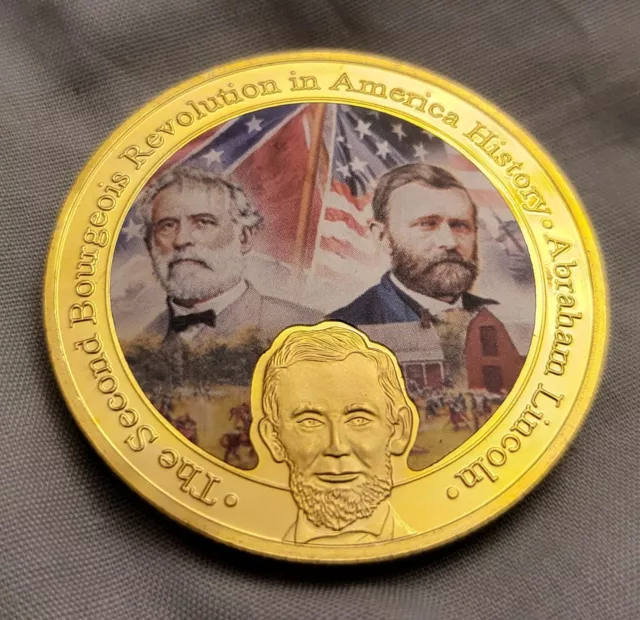 · The Second Bourgeois Revolution in America History · Abraham Lincoln ·